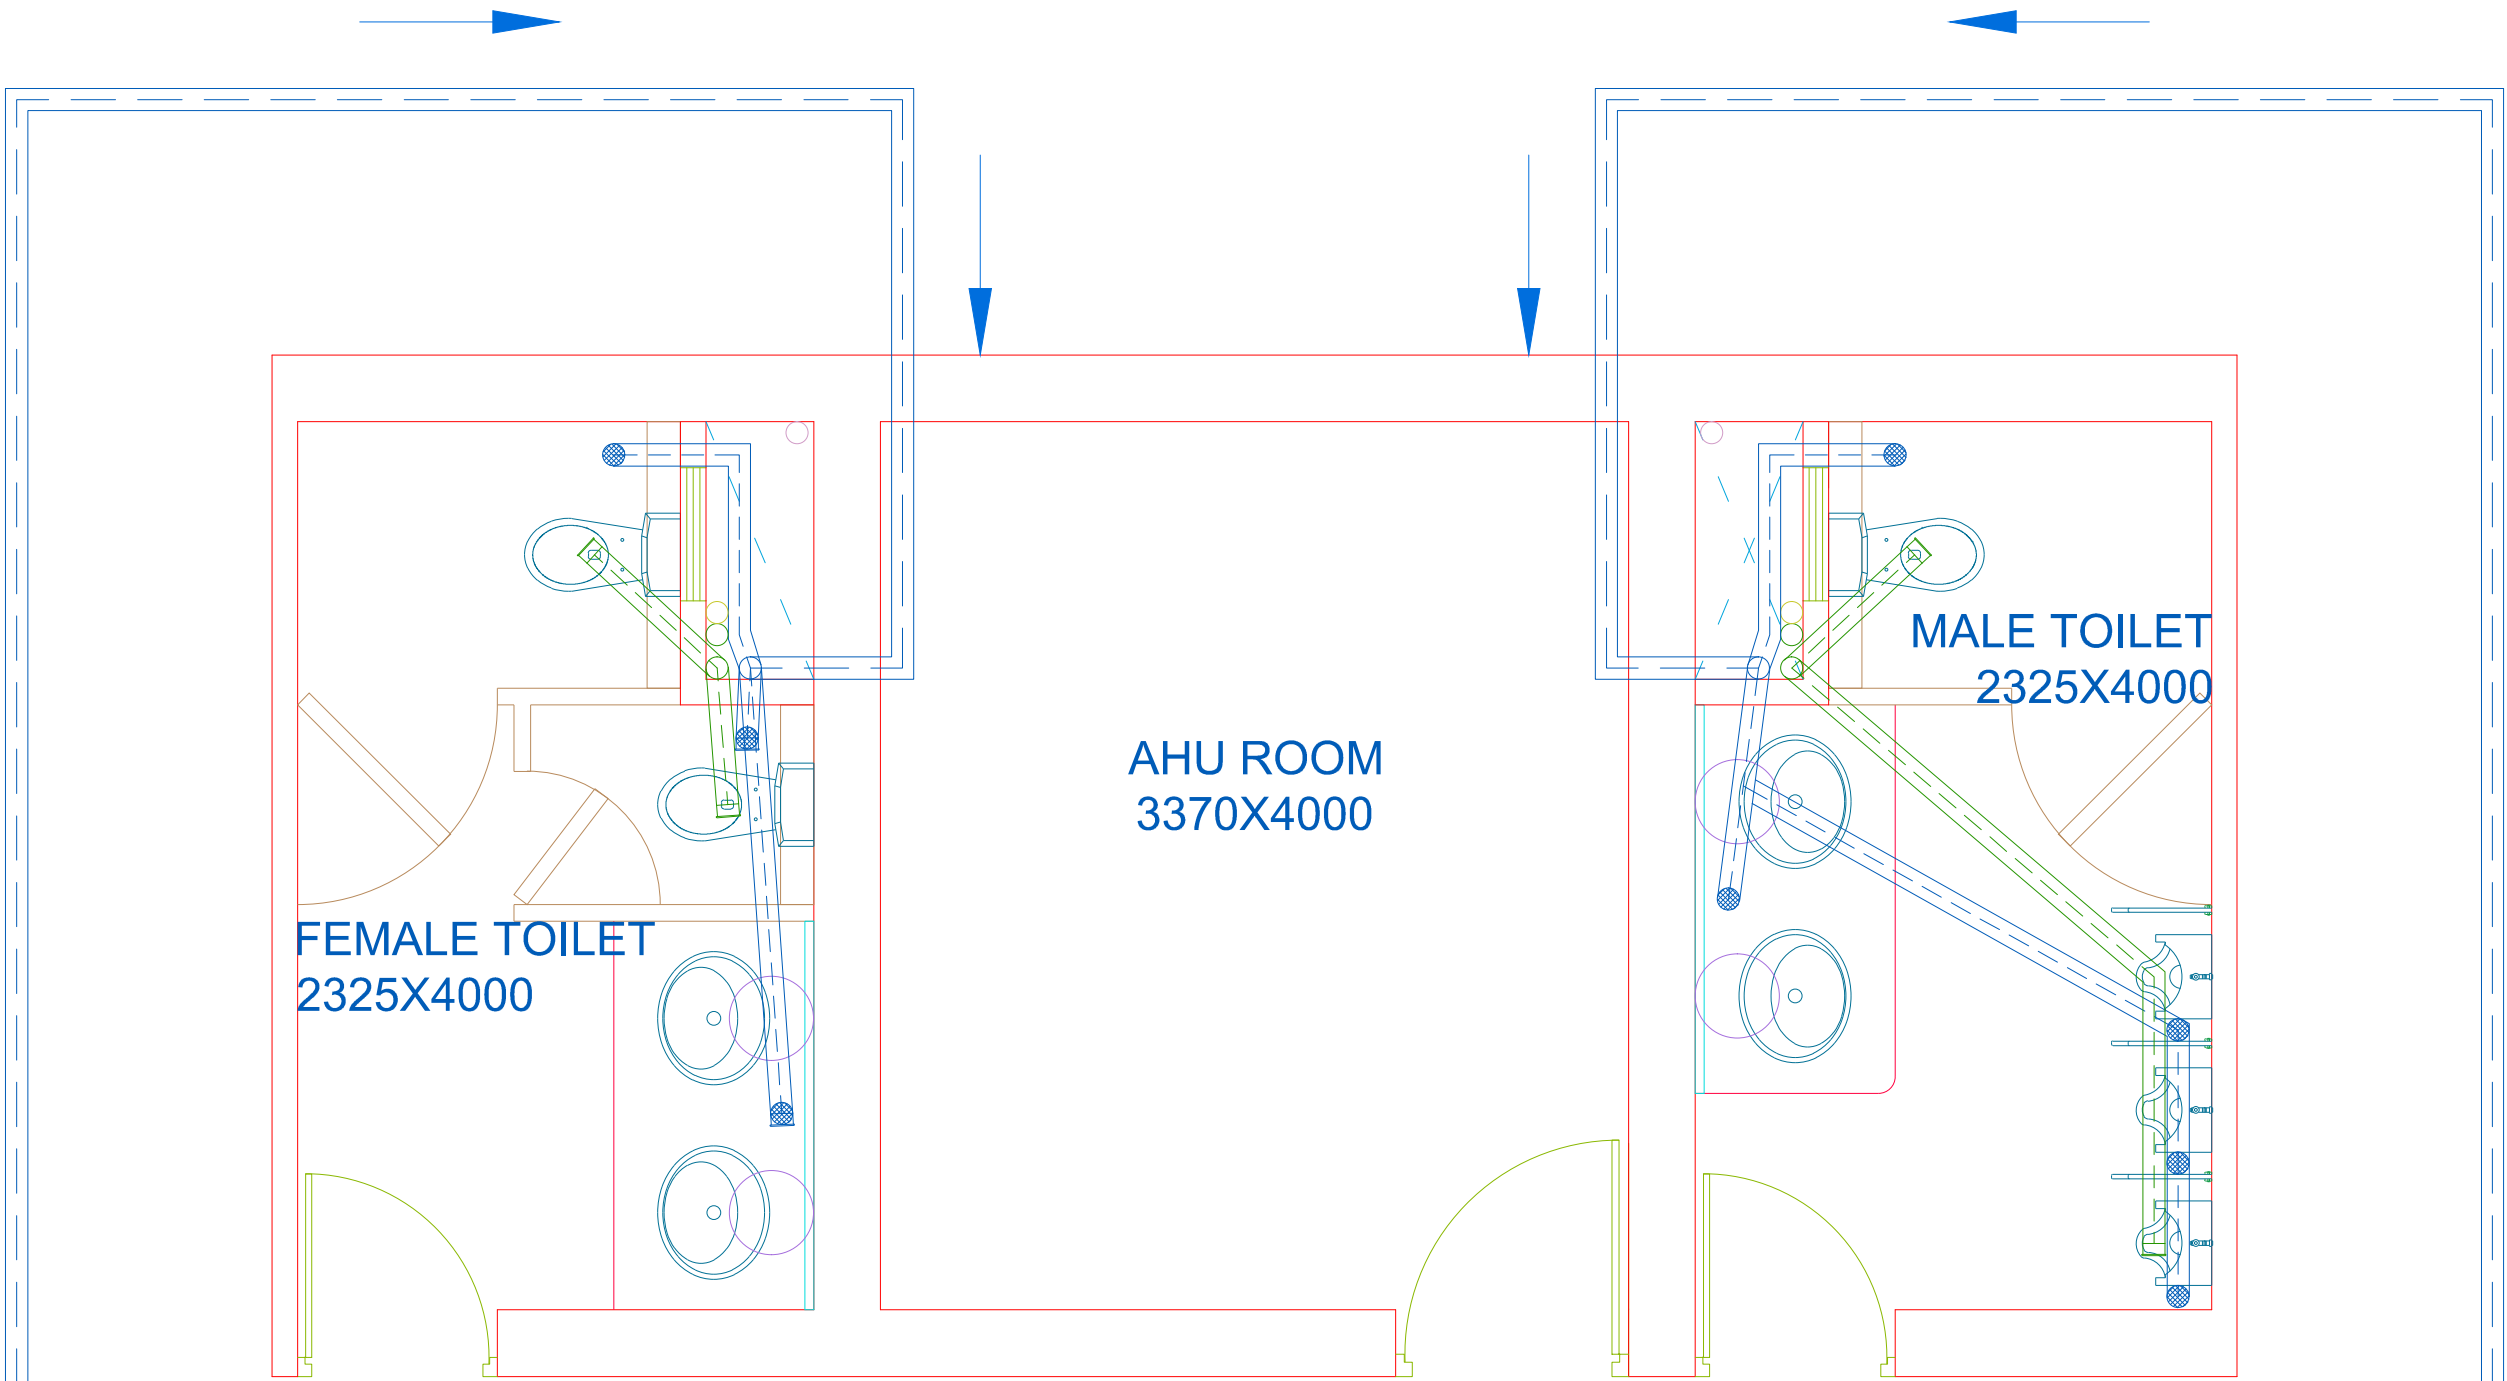 MALE TOILET
2325X4000
AHU ROOM
3370X4000
FEMALE TOILET
2325X4000